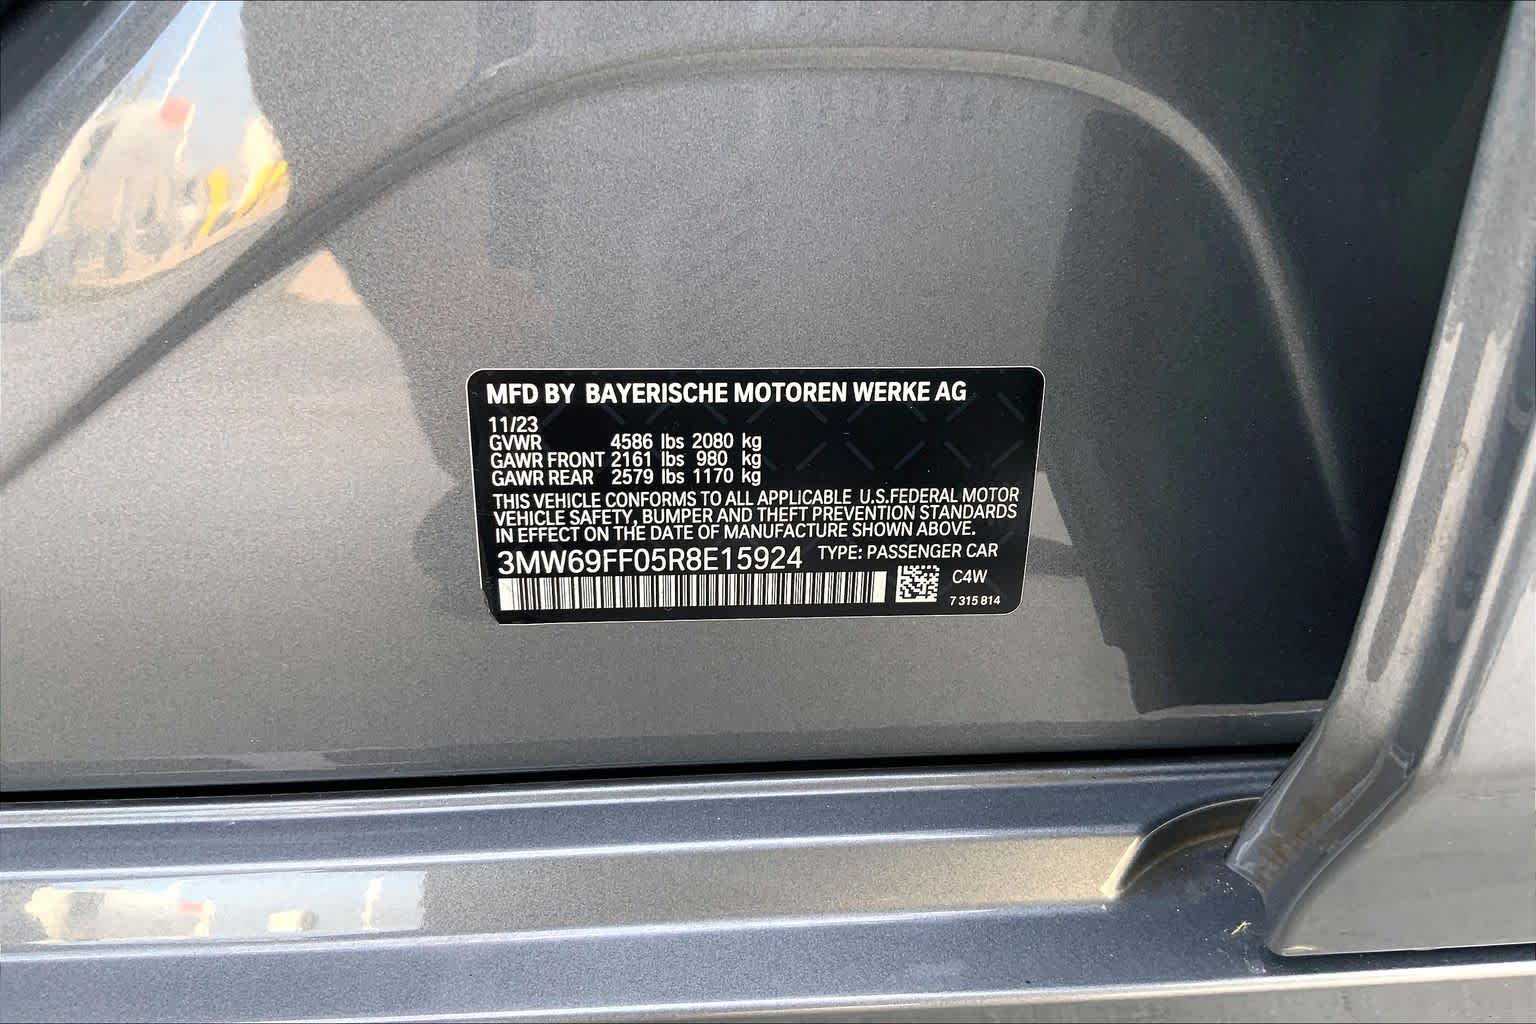 MFD BY BAYERISCHE MOTOREN WERKE AG
11/23
GVWR 4586 lbs 2080 kg
GAWR FRONT 2161 lbs 980 kg
GAWR REAR 2579 lbs 1170 kg
THIS VEHICLE CONFORMS TO ALL APPLICABLE U.S.FEDERAL MOTOR
VEHICLE SAFETY, BUMPER AND THEFT PREVENTION STANDARDS
IN EFFECT ON THE DATE OF MANUFACTURE SHOWN ABOVE.
3MW69FF05R8E15924 TYPE: PASSENGER CAR
C4W
7 315 814